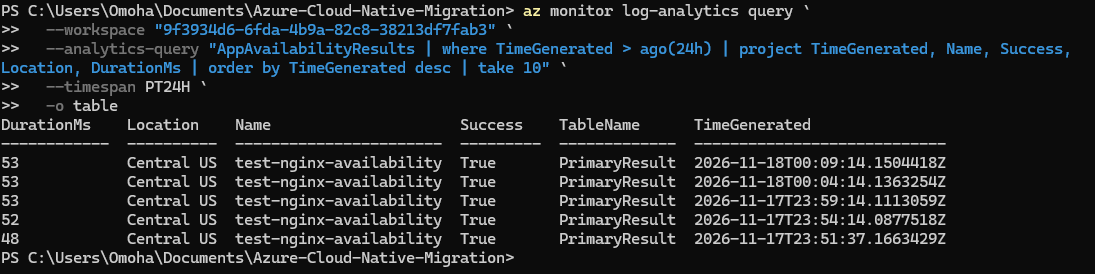 PS C:\Users\Omoha\Documents\Azure-Cloud-Native-Migration> az monitor log-analytics query `
>>   --workspace "9f3934d6-6fda-4b9a-82c8-38213df7fab3" `
>>   --analytics-query "AppAvailabilityResults | where TimeGenerated > ago(24h) | project TimeGenerated, Name, Success,
Location, DurationMs | order by TimeGenerated desc | take 10" `
>>   --timespan PT24H `
>>   -o table
DurationMs    Location    Name                     Success    TableName      TimeGenerated
------------  ----------  -----------------------  ---------  -------------  ----------------------------
53            Central US  test-nginx-availability  True       PrimaryResult  2026-11-18T00:09:14.1504418Z
53            Central US  test-nginx-availability  True       PrimaryResult  2026-11-18T00:04:14.1363254Z
53            Central US  test-nginx-availability  True       PrimaryResult  2026-11-17T23:59:14.1113059Z
52            Central US  test-nginx-availability  True       PrimaryResult  2026-11-17T23:54:14.0877518Z
48            Central US  test-nginx-availability  True       PrimaryResult  2026-11-17T23:51:37.1663429Z
PS C:\Users\Omoha\Documents\Azure-Cloud-Native-Migration>